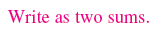 Write as two sums.